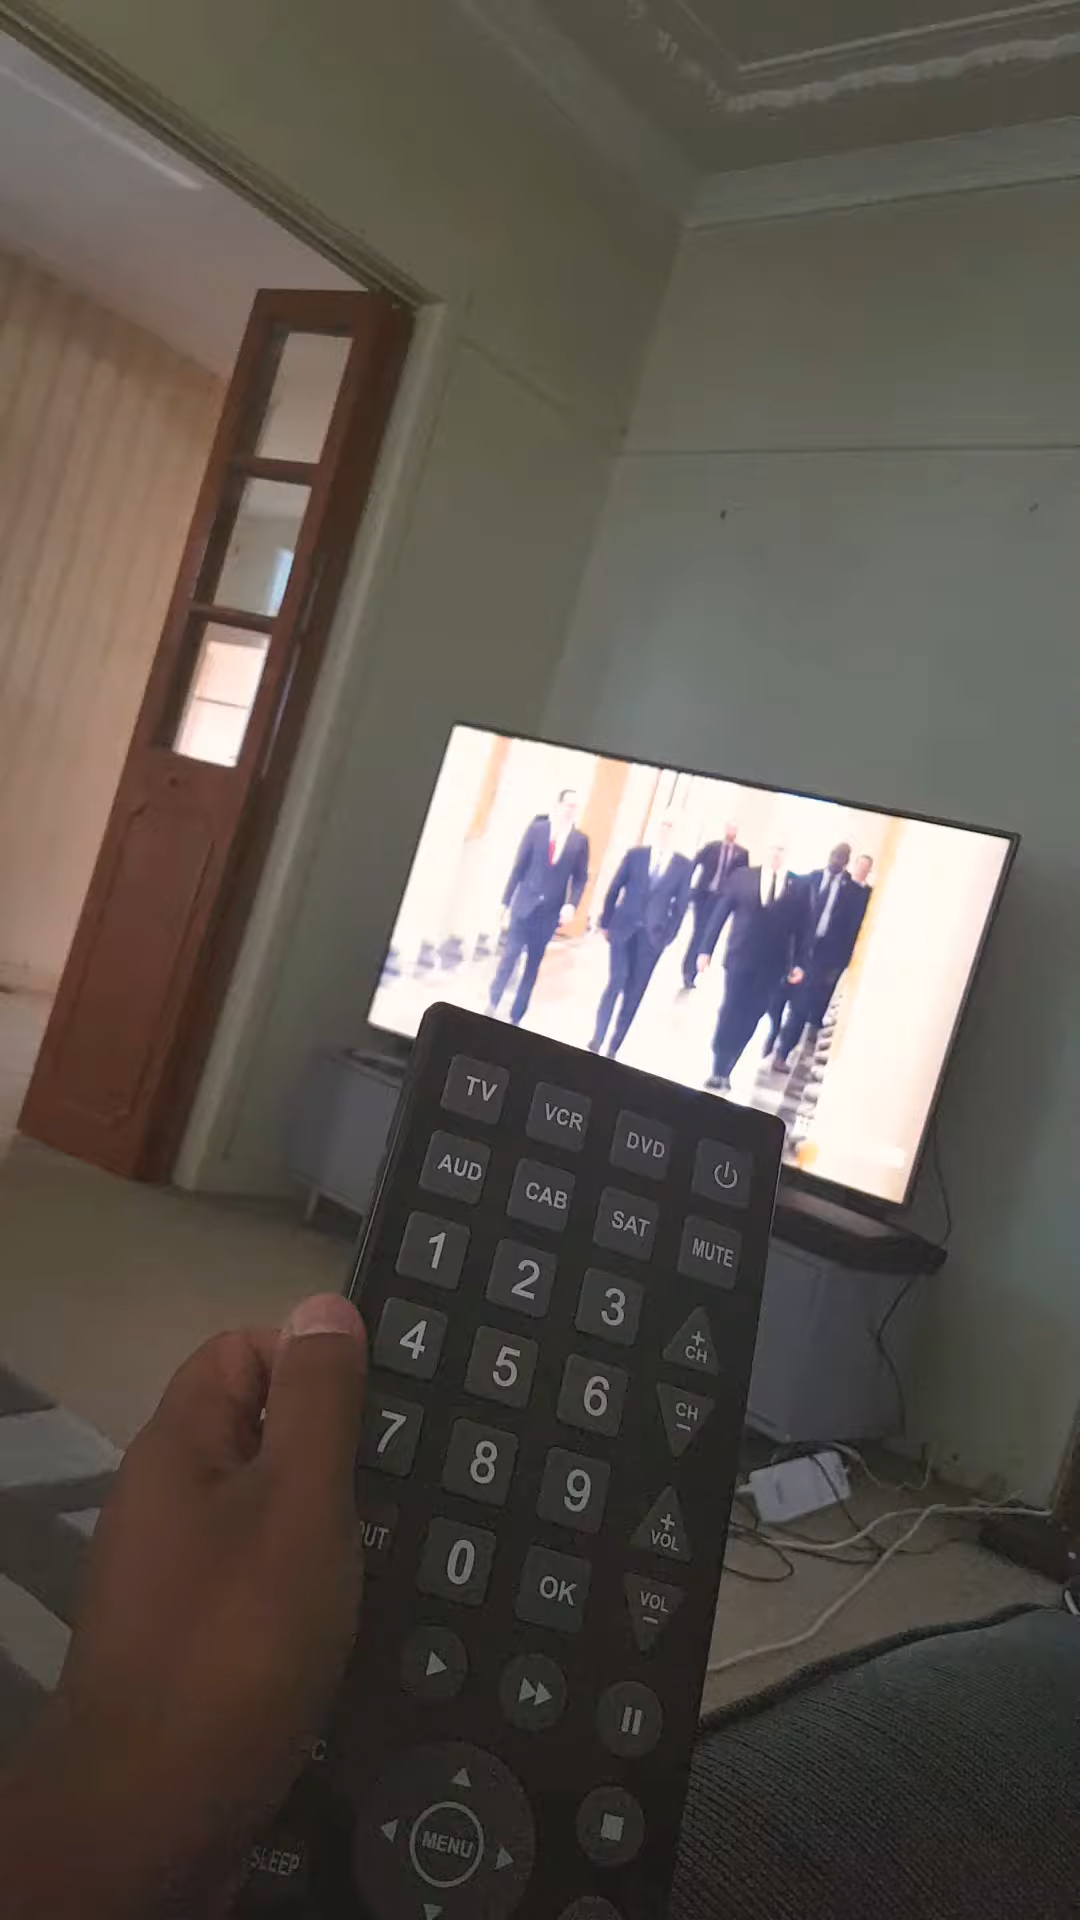 TV VCR DVD
AUD CAB SAT MUTE
1 2 3
+
CH
4 5 6
CH
−
7 8 9
+
VOL
0 OK
VOL
−
MENU
SLEEP